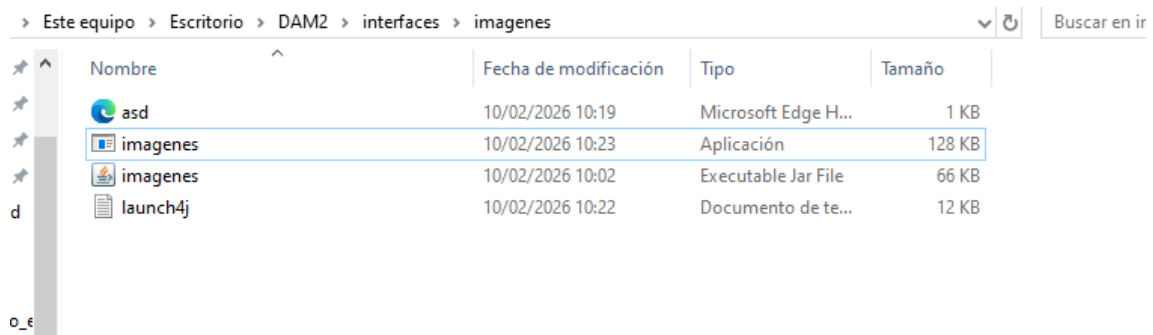 › Este equipo › Escritorio › DAM2 › interfaces › imagenes Buscar en
Nombre Fecha de modificación Tipo Tamaño
asd 10/02/2026 10:19 Microsoft Edge H... 1 KB
imagenes 10/02/2026 10:23 Aplicación 128 KB
imagenes 10/02/2026 10:02 Executable Jar File 66 KB
d launch4j 10/02/2026 10:22 Documento de te... 12 KB